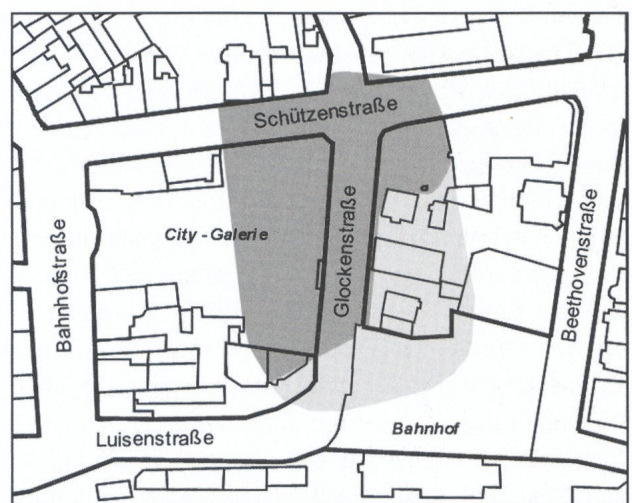 Schützenstraße
City - Galerie
Bahnhofstraße
Glockenstraße
Beethovenstraße
Luisenstraße
Bahnhof